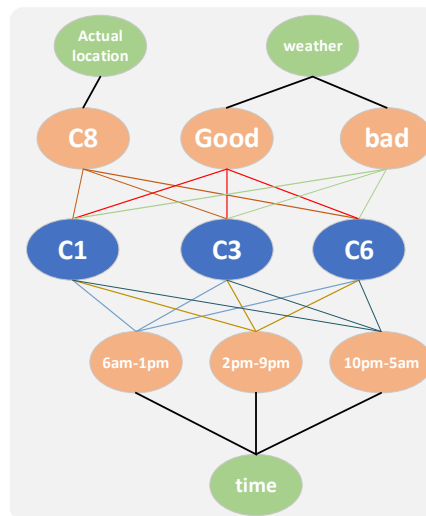 Actual
location
weather
C8
Good
bad
C1
C3
C6
6am-1pm
2pm-9pm
10pm-5am
time